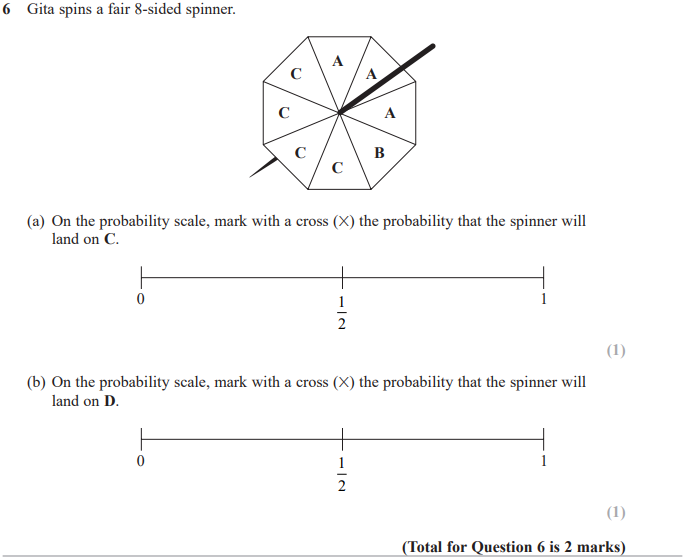 6 Gita spins a fair 8-sided spinner.
A
C A
C A
C B
C
(a) On the probability scale, mark with a cross (×) the probability that the spinner will
land on C.
0 1/2 1
(1)
(b) On the probability scale, mark with a cross (×) the probability that the spinner will
land on D.
0 1/2 1
(1)
(Total for Question 6 is 2 marks)